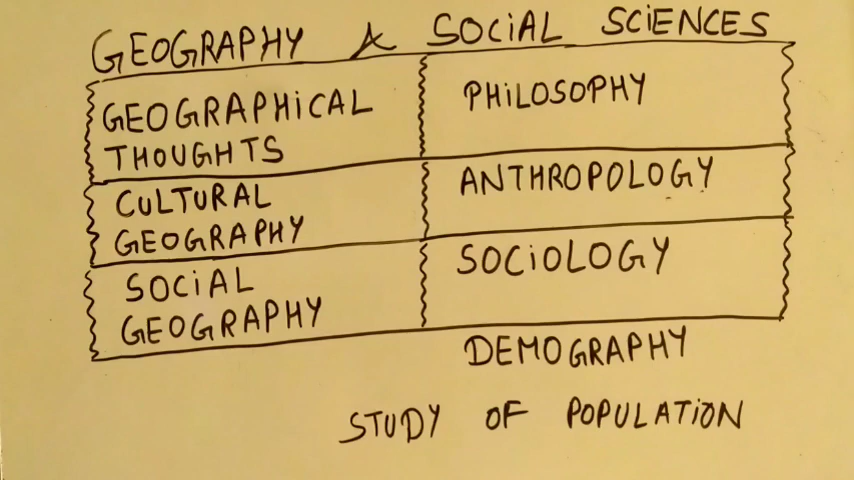 GEOGRAPHY & SOCIAL SCIENCES
GEOGRAPHICAL PHILOSOPHY
THOUGHTS
CULTURAL ANTHROPOLOGY
GEOGRAPHY
SOCIAL SOCIOLOGY
GEOGRAPHY
DEMOGRAPHY
STUDY OF POPULATION